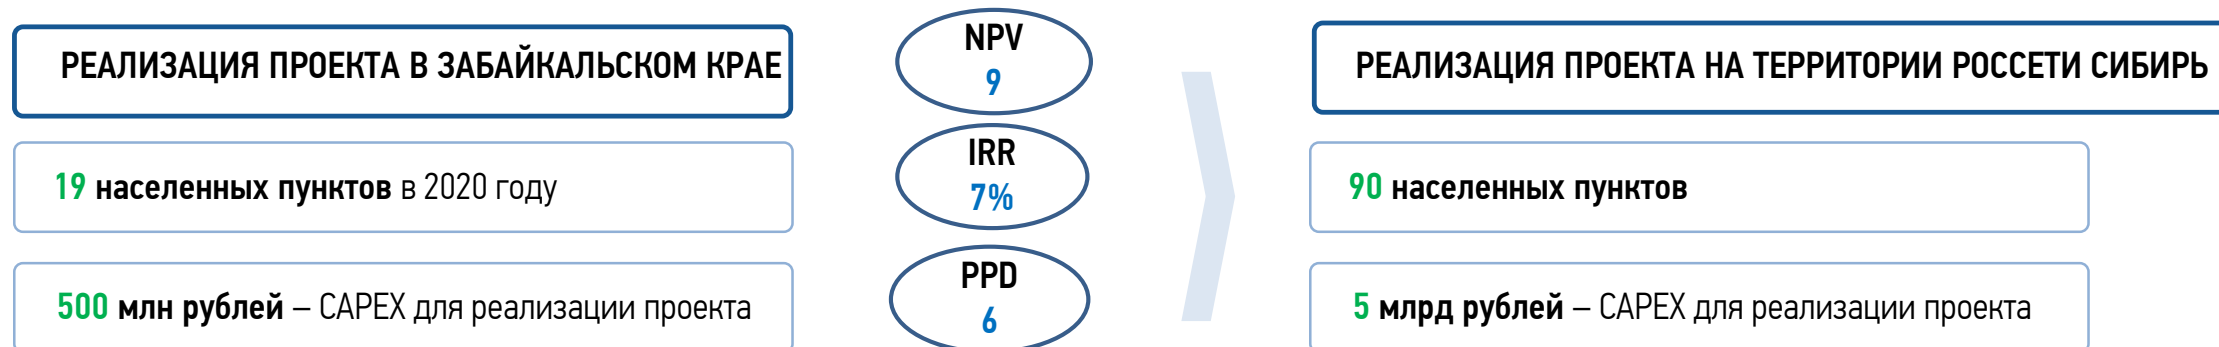 РЕАЛИЗАЦИЯ ПРОЕКТА В ЗАБАЙКАЛЬСКОМ КРАЕ
19 населенных пунктов в 2020 году
500 млн рублей – CAPEX для реализации проекта
NPV
9
IRR
7%
PPD
6
РЕАЛИЗАЦИЯ ПРОЕКТА НА ТЕРРИТОРИИ РОССЕТИ СИБИРЬ
90 населенных пунктов
5 млрд рублей – CAPEX для реализации проекта